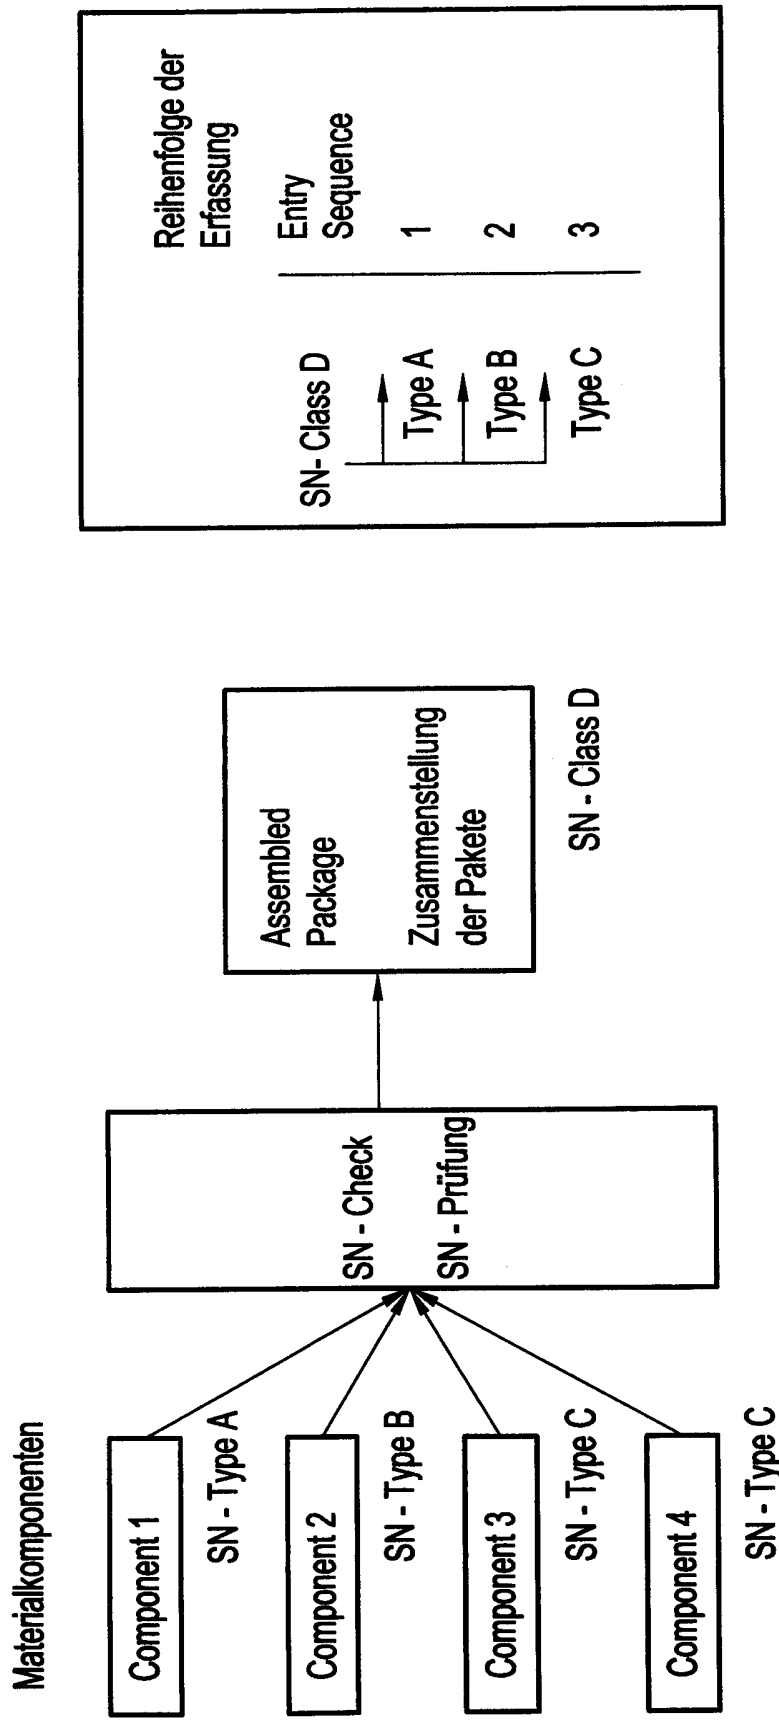 Materialkomponenten
Component 1
SN - Type A
Component 2
SN - Type B
Component 3
SN - Type C
Component 4
SN - Type C
SN - Check
SN - Prüfung
Assembled
Package
Zusammenstellung
der Pakete
SN - Class D
Reihenfolge der
Erfassung
SN- Class D
Entry
Sequence
Type A 1
Type B 2
Type C 3